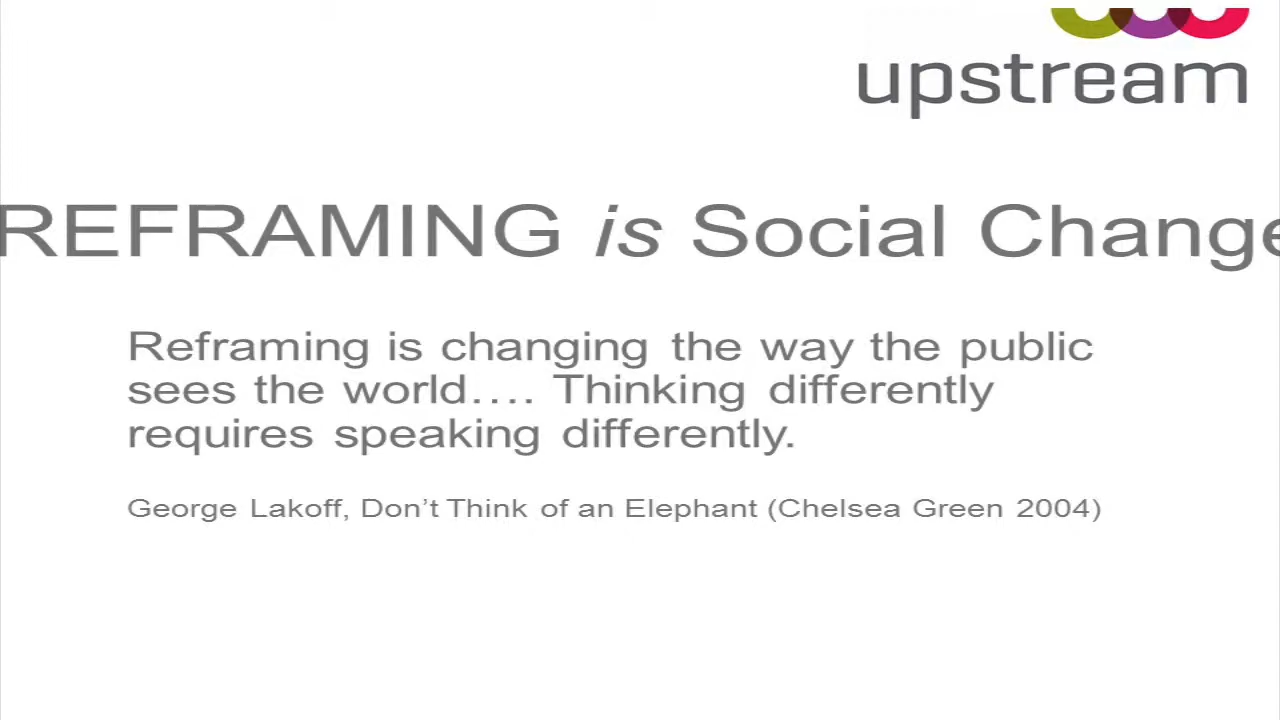 upstream
REFRAMING is Social Change
Reframing is changing the way the public
sees the world…. Thinking differently
requires speaking differently.
George Lakoff, Don’t Think of an Elephant (Chelsea Green 2004)